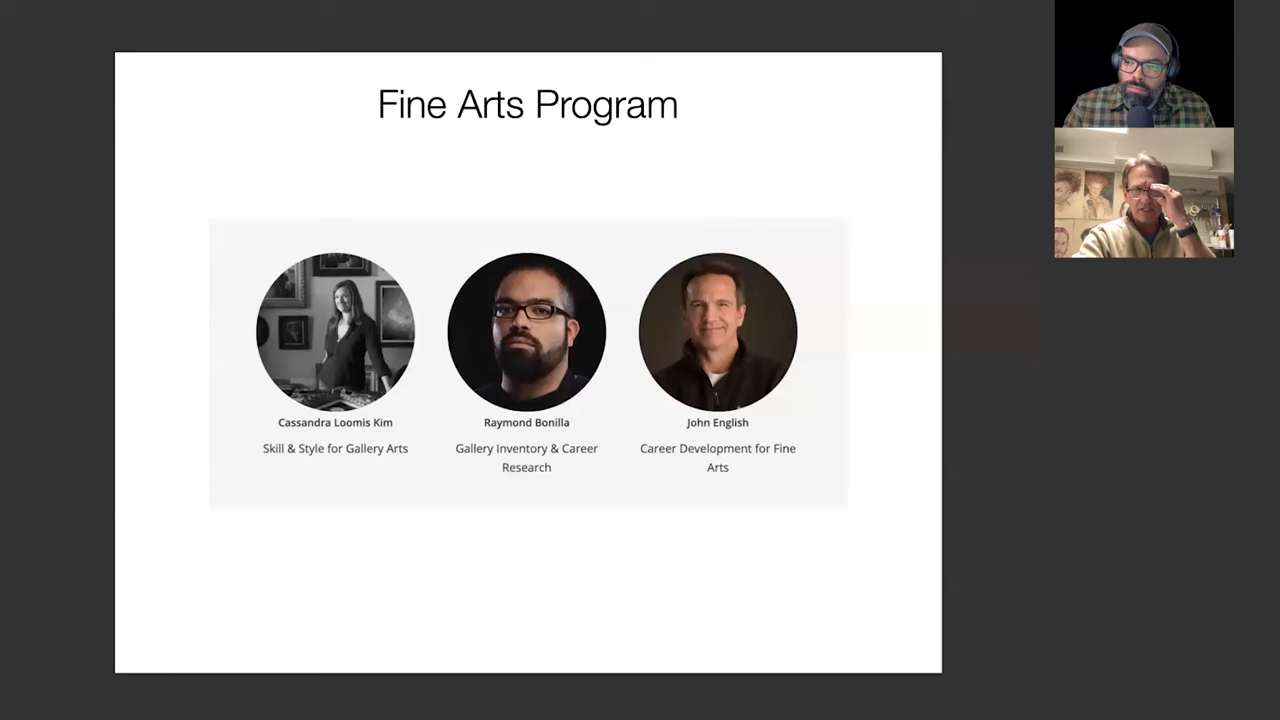 Fine Arts Program
Cassandra Loomis Kim
Skill & Style for Gallery Arts
Raymond Bonilla
Gallery Inventory & Career
Research
John English
Career Development for Fine
Arts